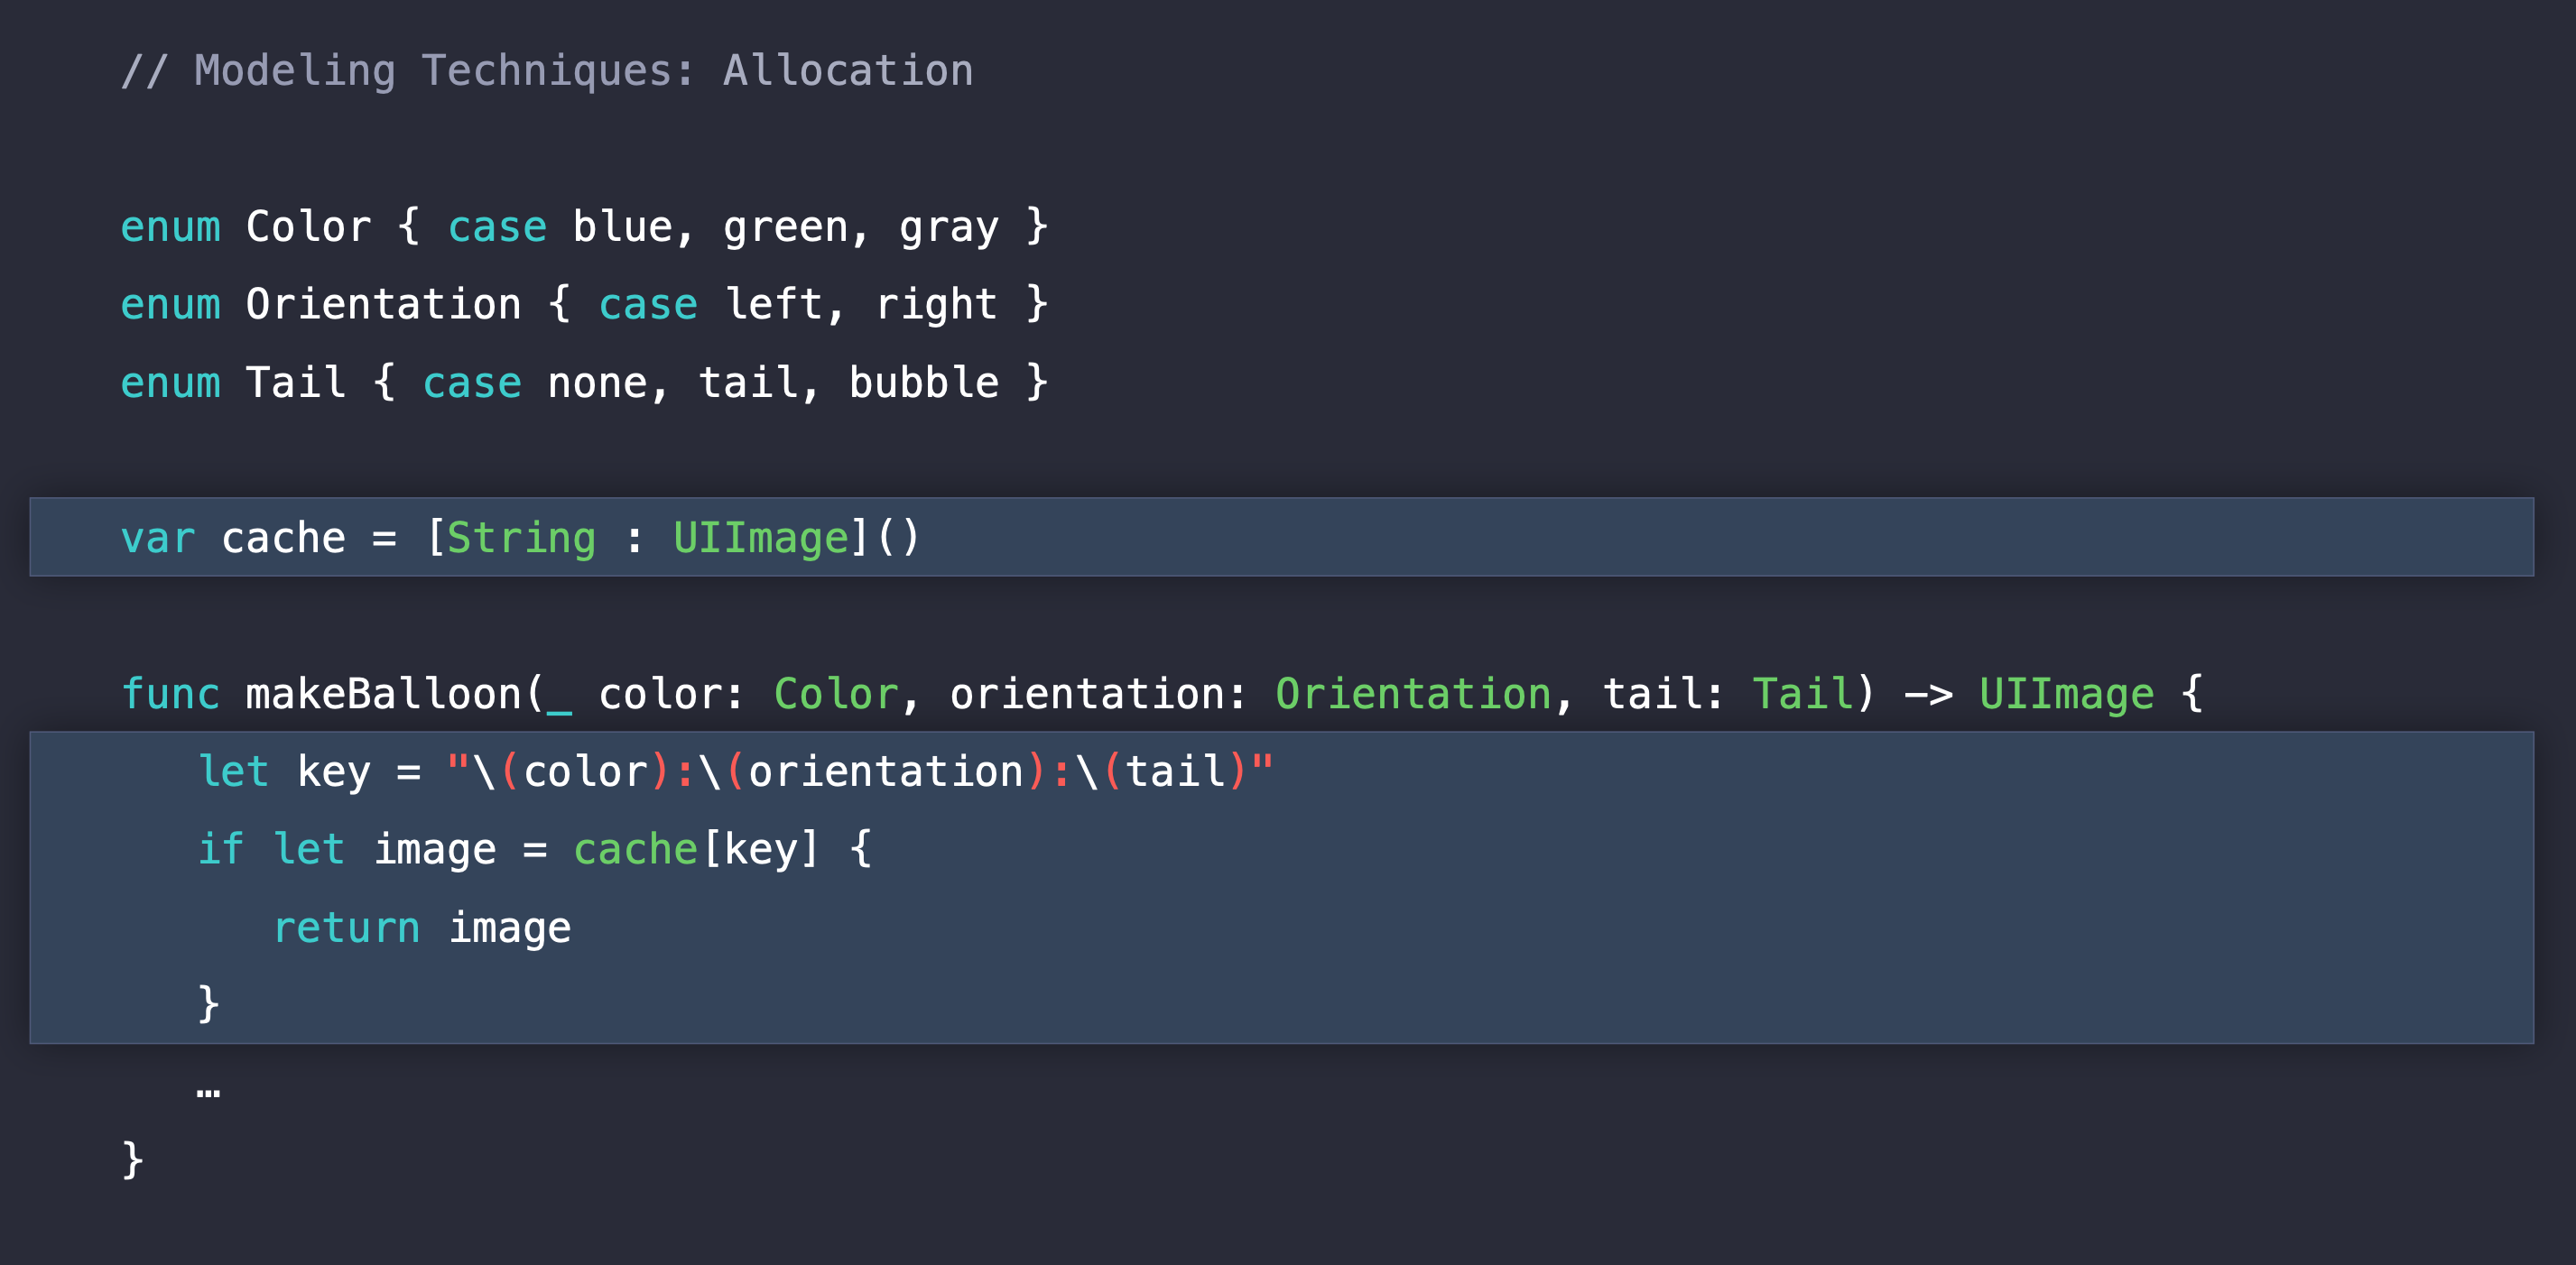 // Modeling Techniques: Allocation
enum Color { case blue, green, gray }
enum Orientation { case left, right }
enum Tail { case none, tail, bubble }
var cache = [String : UIImage]()
func makeBalloon(_ color: Color, orientation: Orientation, tail: Tail) -> UIImage {
let key = "\(color):\(orientation):\(tail)"
if let image = cache[key] {
return image
}
…
}